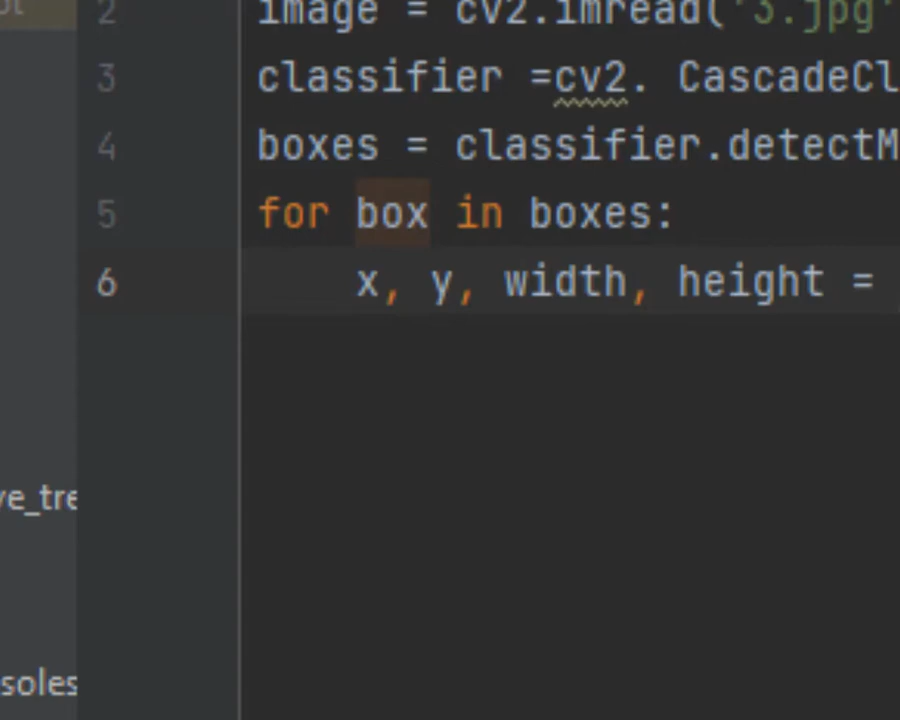 2 image = cv2.imread('3.jpg'
3 classifier =cv2. CascadeCl
4 boxes = classifier.detectM
5 for box in boxes:
6 x, y, width, height =
ve_tre
soles